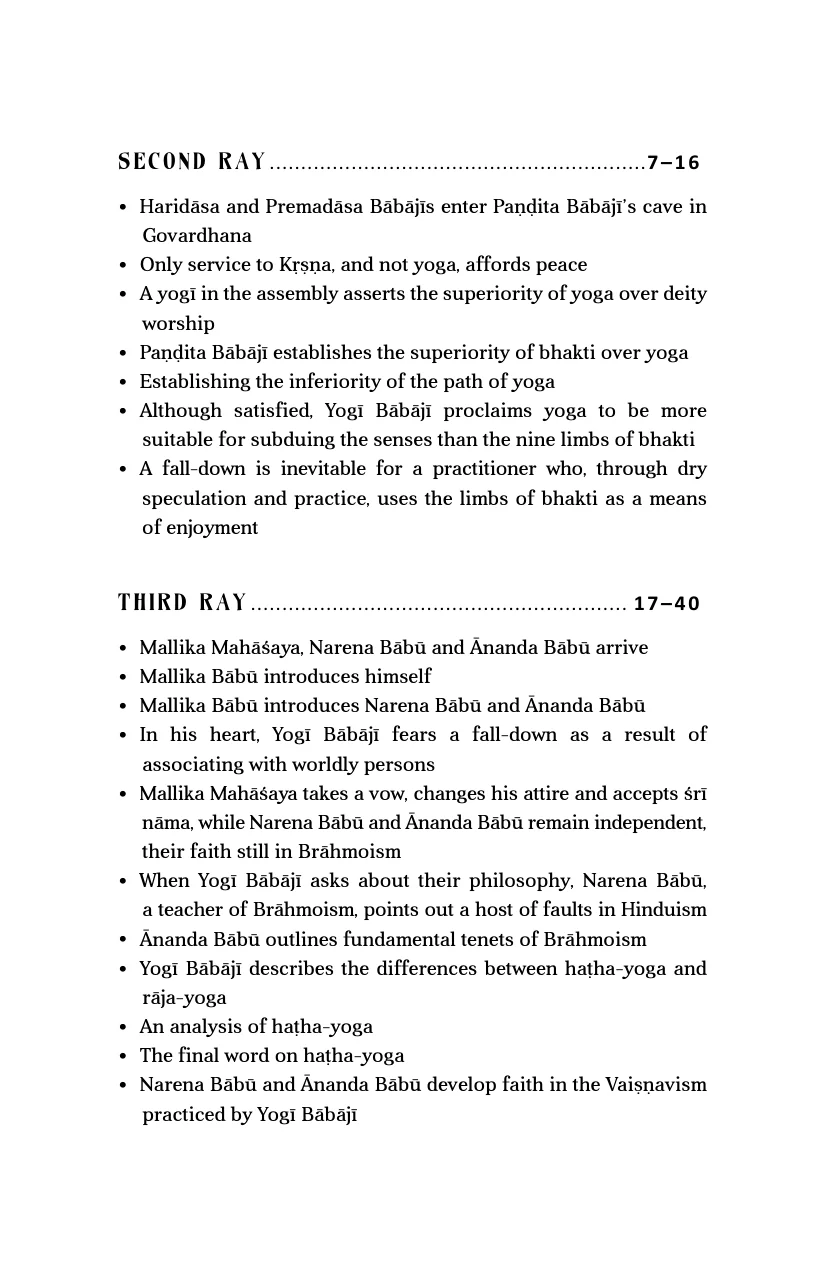 SECOND RAY............................................................7–16
• Haridāsa and Premadāsa Bābājīs enter Paṇḍita Bābājī’s cave in
Govardhana
• Only service to Kṛṣṇa, and not yoga, affords peace
• A yogī in the assembly asserts the superiority of yoga over deity
worship
• Paṇḍita Bābājī establishes the superiority of bhakti over yoga
• Establishing the inferiority of the path of yoga
• Although satisfied, Yogī Bābājī proclaims yoga to be more
suitable for subduing the senses than the nine limbs of bhakti
• A fall-down is inevitable for a practitioner who, through dry
speculation and practice, uses the limbs of bhakti as a means
of enjoyment
THIRD RAY............................................................ 17–40
• Mallika Mahāśaya, Narena Bābū and Ānanda Bābū arrive
• Mallika Bābū introduces himself
• Mallika Bābū introduces Narena Bābū and Ānanda Bābū
• In his heart, Yogī Bābājī fears a fall-down as a result of
associating with worldly persons
• Mallika Mahāśaya takes a vow, changes his attire and accepts śrī
nāma, while Narena Bābū and Ānanda Bābū remain independent,
their faith still in Brāhmoism
• When Yogī Bābājī asks about their philosophy, Narena Bābū,
a teacher of Brāhmoism, points out a host of faults in Hinduism
• Ānanda Bābū outlines fundamental tenets of Brāhmoism
• Yogī Bābājī describes the differences between haṭha-yoga and
rāja-yoga
• An analysis of haṭha-yoga
• The final word on haṭha-yoga
• Narena Bābū and Ānanda Bābū develop faith in the Vaiṣṇavism
practiced by Yogī Bābājī